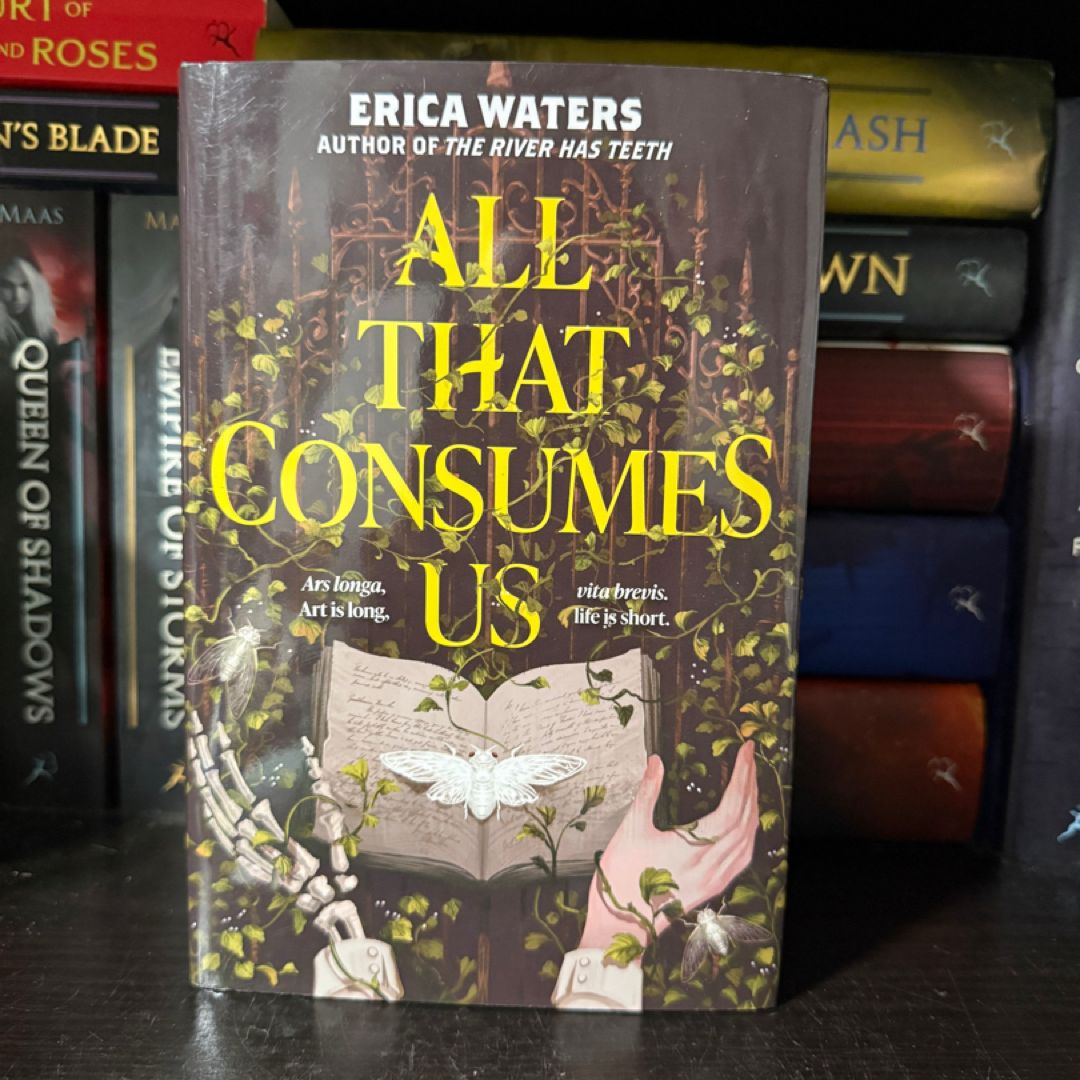 ERICA WATERS
AUTHOR OF THE RIVER HAS TEETH
ALL
THAT
CONSUMES
US
Ars longa,
Art is long,
vita brevis.
life is short.
OF
ND ROSES
N'S BLADE
MAAS
MA
QUEEN OF SHADOWS
EMPIRE OF STORMS
ASH
WN